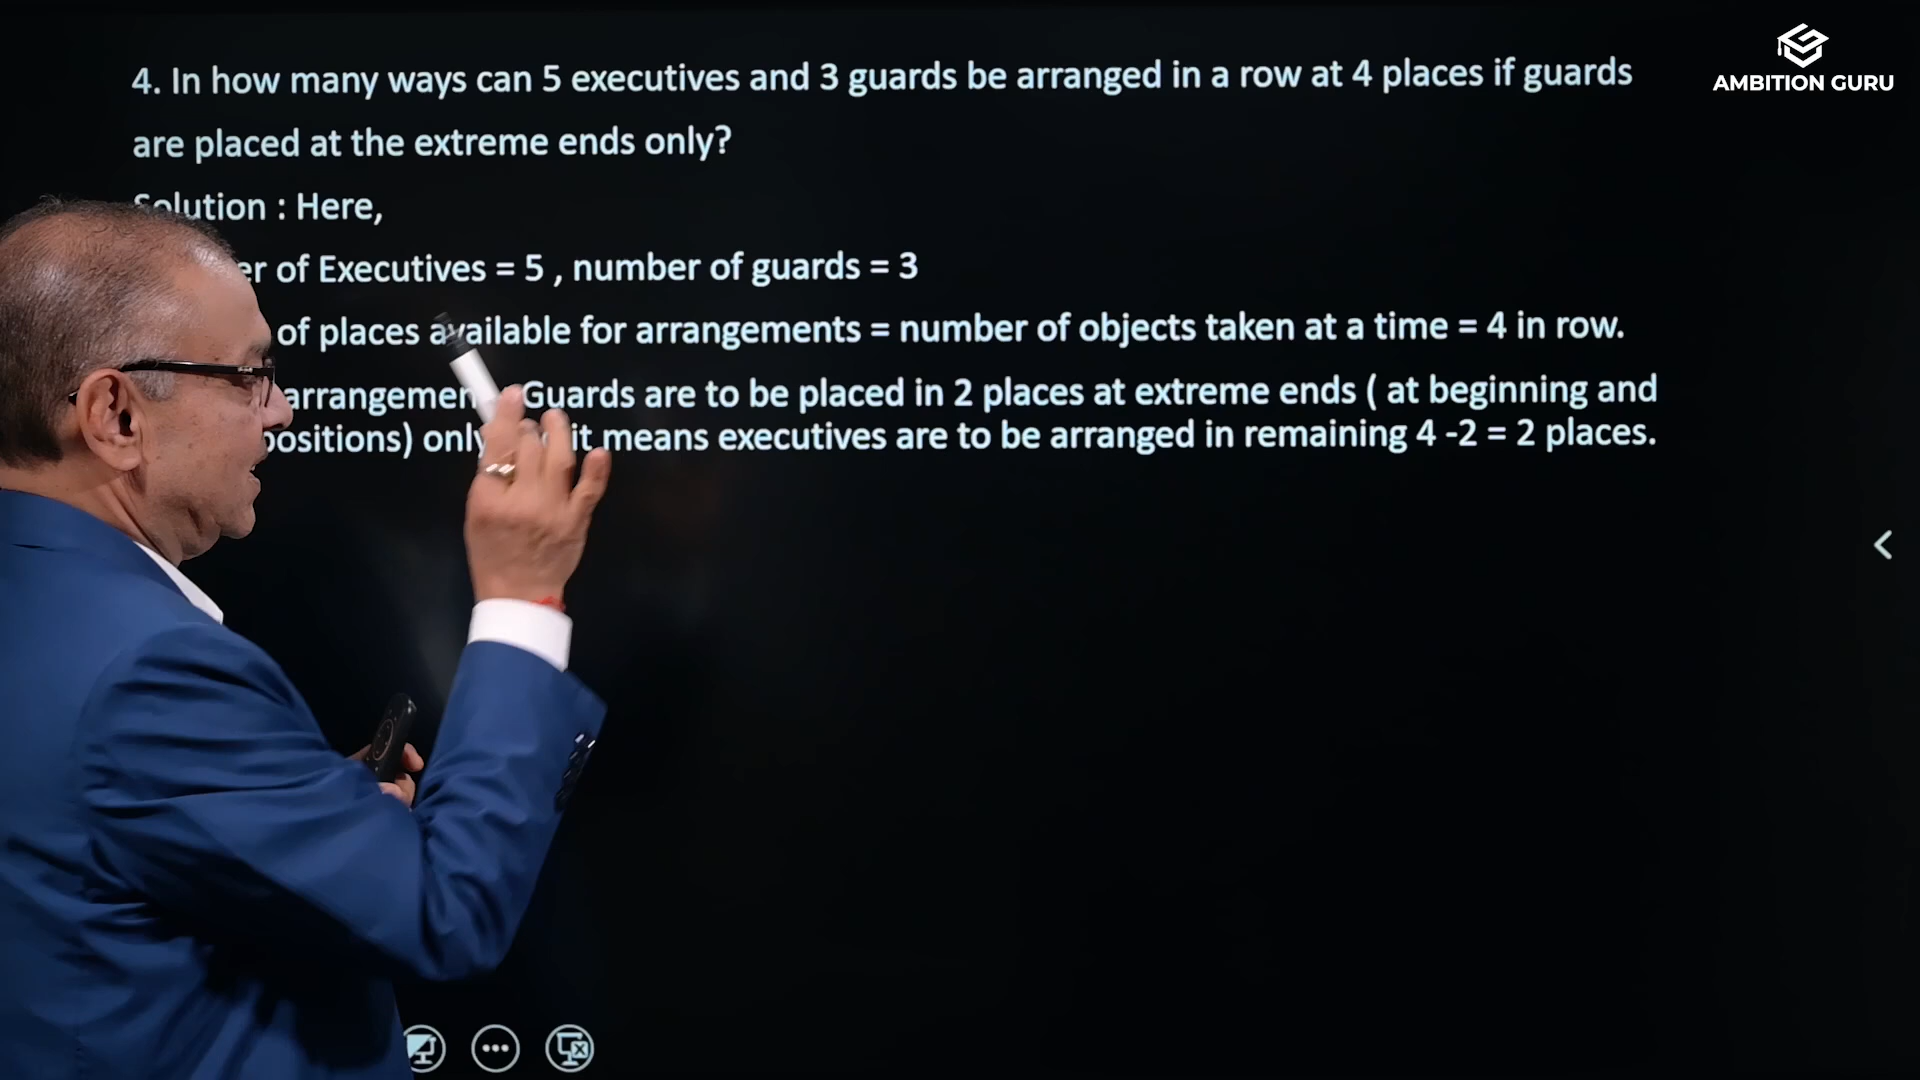 AMBITION GURU
4. In how many ways can 5 executives and 3 guards be arranged in a row at 4 places if guards
are placed at the extreme ends only?
Solution : Here,
er of Executives = 5 , number of guards = 3
of places available for arrangements = number of objects taken at a time = 4 in row.
arrangemen Guards are to be placed in 2 places at extreme ends ( at beginning and
positions) only it means executives are to be arranged in remaining 4 -2 = 2 places.